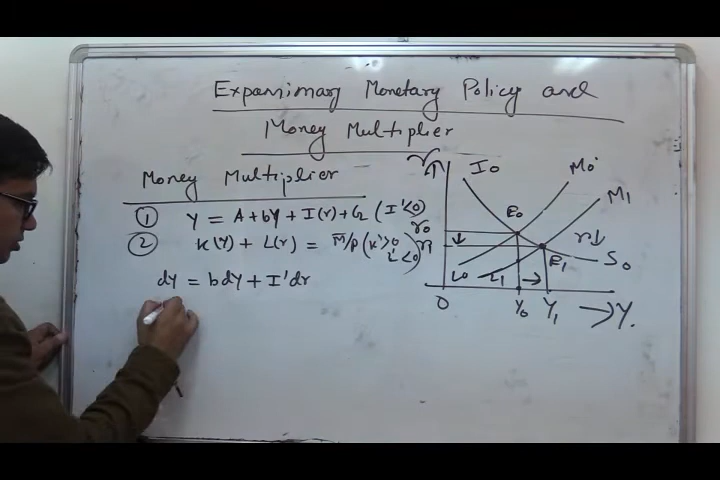 Expansionary Monetary Policy and
Money Multiplier
Money Multiplier
① Y = A + bY + I(r) + G (I'<0)
② K(Y) + L(r) = M̄/P (K'>0
L'<0)
dY = bdY + I'dr
r ↑
I0
M0
M1
E0
r0
r1
↓
E1
r↓
S0
L0
L1
→
0
Y0
Y1
→ Y.